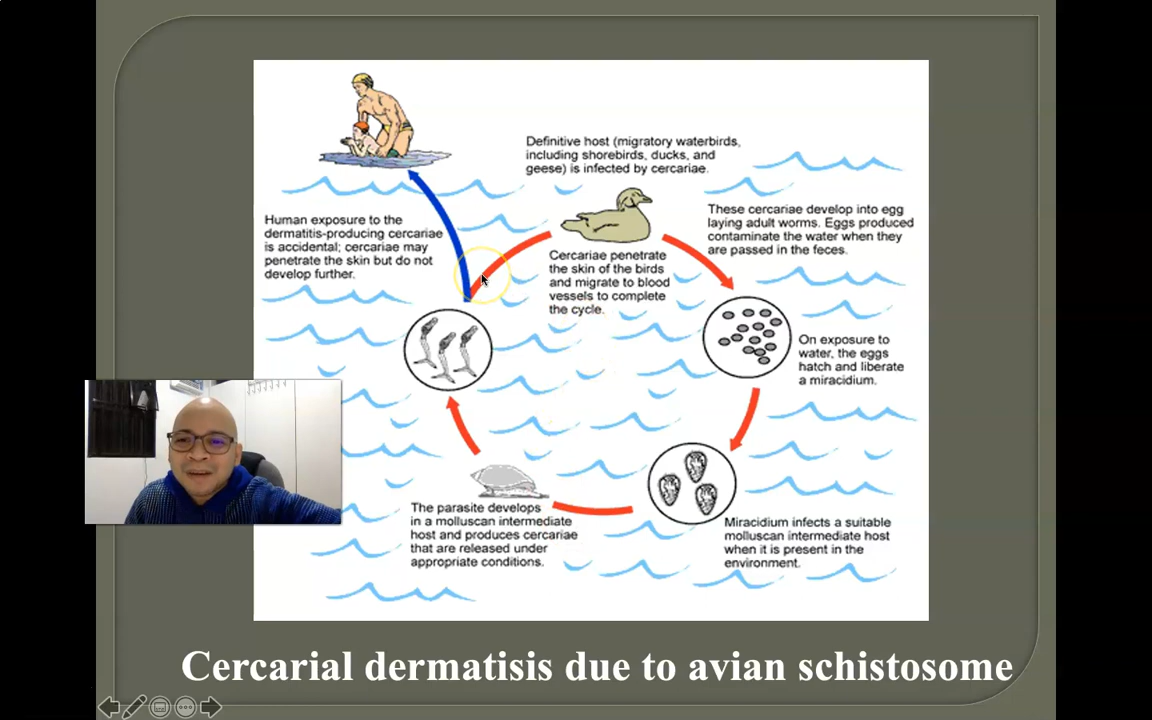 Definitive host (migratory waterbirds,
including shorebirds, ducks, and
geese) is infected by cercariae.
These cercariae develop into egg
laying adult worms. Eggs produced
contaminate the water when they
are passed in the feces.
Human exposure to the
dermatitis-producing cercariae
is accidental; cercariae may
penetrate the skin but do not
develop further.
Cercariae penetrate
the skin of the birds
and migrate to blood
vessels to complete
the cycle.
On exposure to
water, the eggs
hatch and liberate
a miracidium.
The parasite develops
in a molluscan intermediate
host and produces cercariae
that are released under
appropriate conditions.
Miracidium infects a suitable
molluscan intermediate host
when it is present in the
environment.
Cercarial dermatisis due to avian schistosome